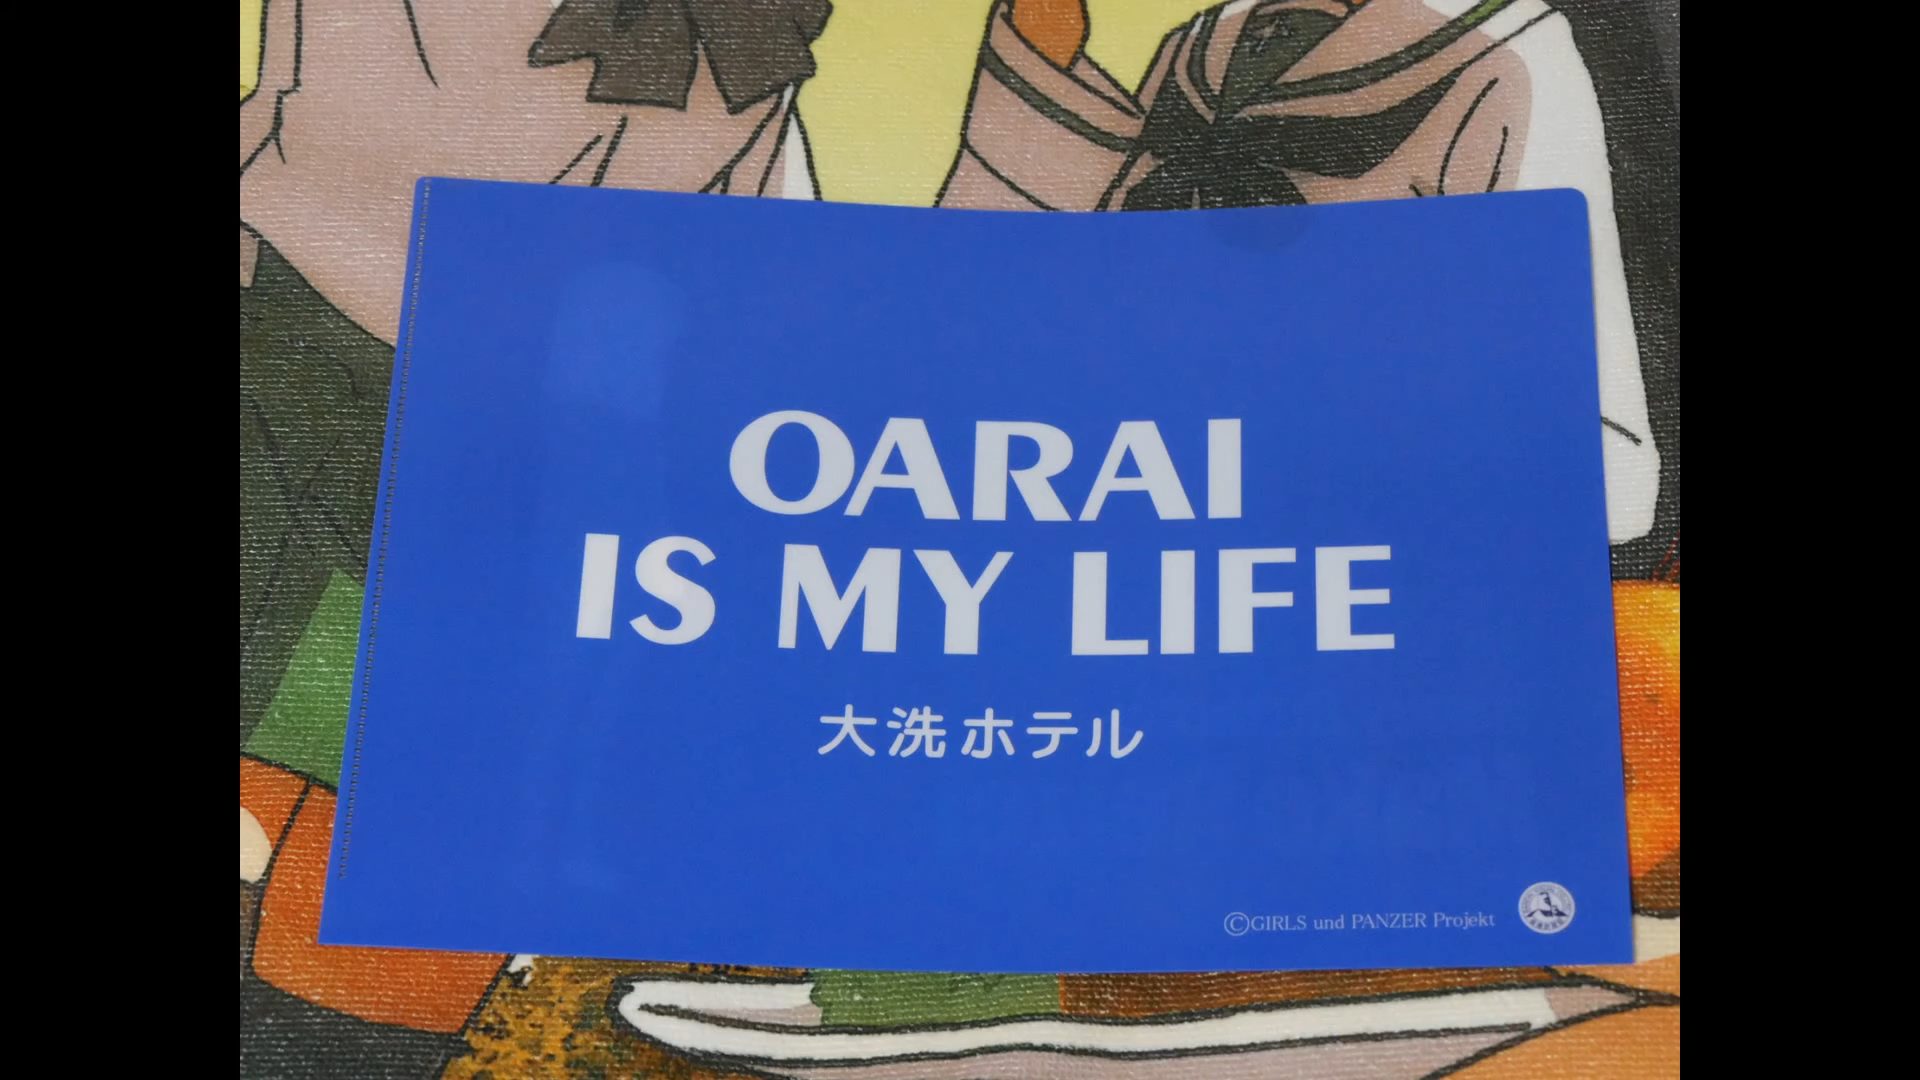 OARAI
IS MY LIFE
大洗ホテル
©GIRLS und PANZER Projekt